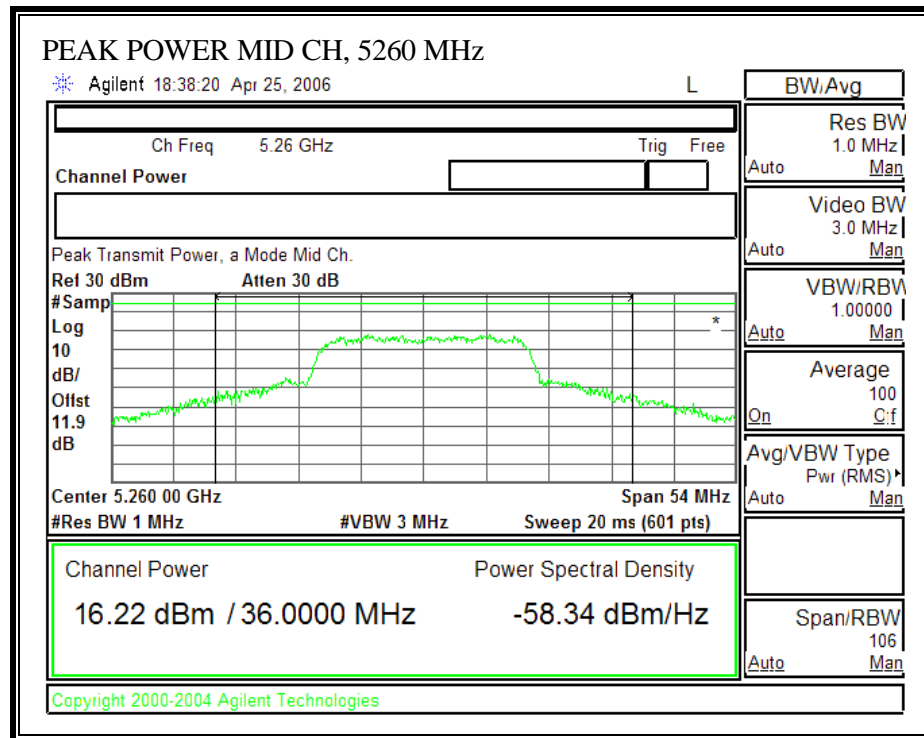 PEAK POWER MID CH, 5260 MHz
Agilent 18:38:20 Apr 25, 2006 L
BW/Avg
Ch Freq 5.26 GHz Trig Free
Channel Power
Res BW
1.0 MHz
Auto Man
Video BW
3.0 MHz
Auto Man
VBW/RBW
1.00000
Auto Man
Average
100
On
Avg/VBW Type
Pwr (RMS)
Auto Man
Span/RBW
106
Auto Man
Peak Transmit Power, a Mode Mid Ch.
Ref 30 dBm Atten 30 dB
#Samp
Log
10
dB/
Offst
11.9
dB
*
Center 5.260 00 GHz Span 54 MHz
#Res BW 1 MHz #VBW 3 MHz Sweep 20 ms (601 pts)
Channel Power Power Spectral Density
16.22 dBm / 36.0000 MHz -58.34 dBm/Hz
Copyright 2000-2004 Agilent Technologies